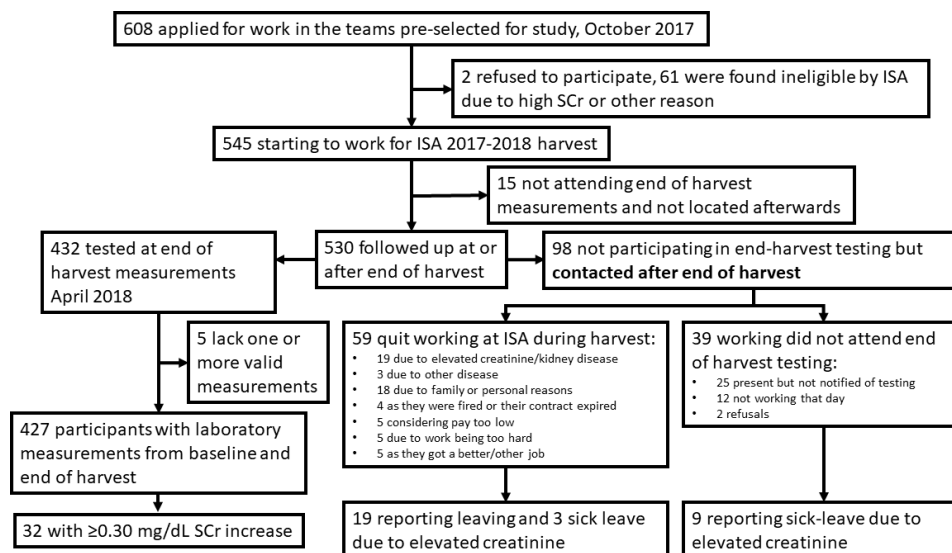 608 applied for work in the teams pre-selected for study, October 2017
2 refused to participate, 61 were found ineligible by ISA
due to high SCr or other reason
545 starting to work for ISA 2017-2018 harvest
15 not attending end of harvest
measurements and not located afterwards
432 tested at end of
harvest measurements
April 2018
530 followed up at or
after end of harvest
98 not participating in end-harvest testing but
contacted after end of harvest
5 lack one or
more valid
measurements
59 quit working at ISA during harvest:
• 19 due to elevated creatinine/kidney disease
• 3 due to other disease
• 18 due to family or personal reasons
• 4 as they were fired or their contract expired
• 5 considering pay too low
• 5 due to work being too hard
• 5 as they got a better/other job
39 working did not attend end
of harvest testing:
• 25 present but not notified of testing
• 12 not working that day
• 2 refusals
427 participants with laboratory
measurements from baseline and
end of harvest
32 with ≥0.30 mg/dL SCr increase
19 reporting leaving and 3 sick leave
due to elevated creatinine
9 reporting sick-leave due to
elevated creatinine